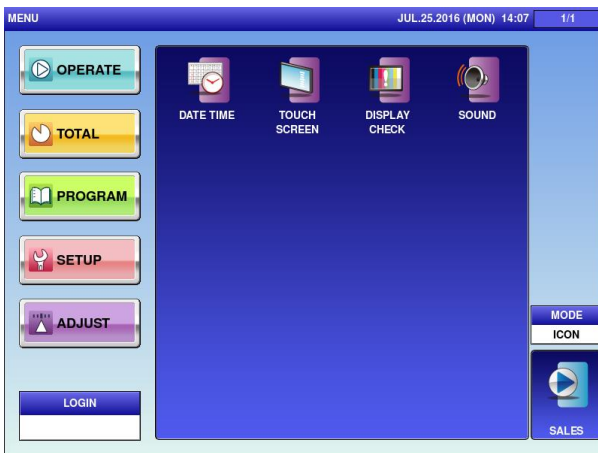 MENU
JUL.25.2016 (MON) 14:07
1/1
OPERATE
TOTAL
PROGRAM
SETUP
ADJUST
LOGIN
DATE TIME
TOUCH
SCREEN
DISPLAY
CHECK
SOUND
MODE
ICON
SALES